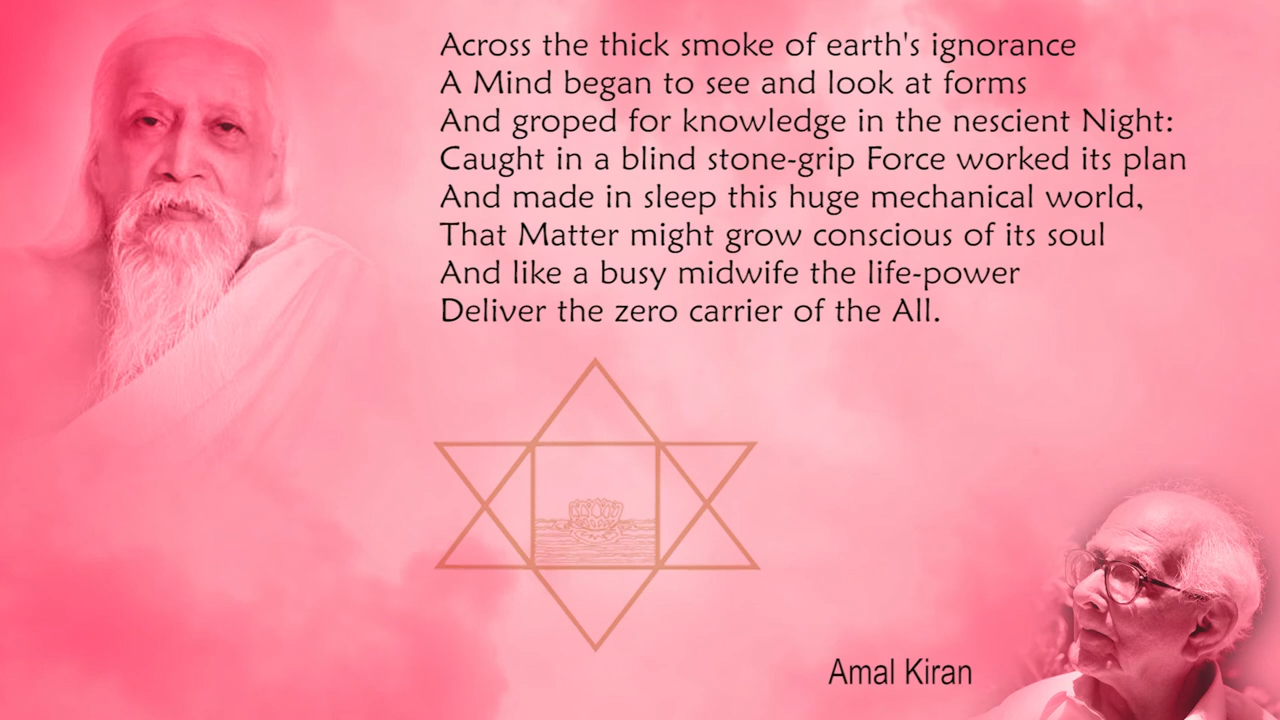 Across the thick smoke of earth's ignorance
A Mind began to see and look at forms
And groped for knowledge in the nescient Night:
Caught in a blind stone-grip Force worked its plan
And made in sleep this huge mechanical world,
That Matter might grow conscious of its soul
And like a busy midwife the life-power
Deliver the zero carrier of the All.
Amal Kiran